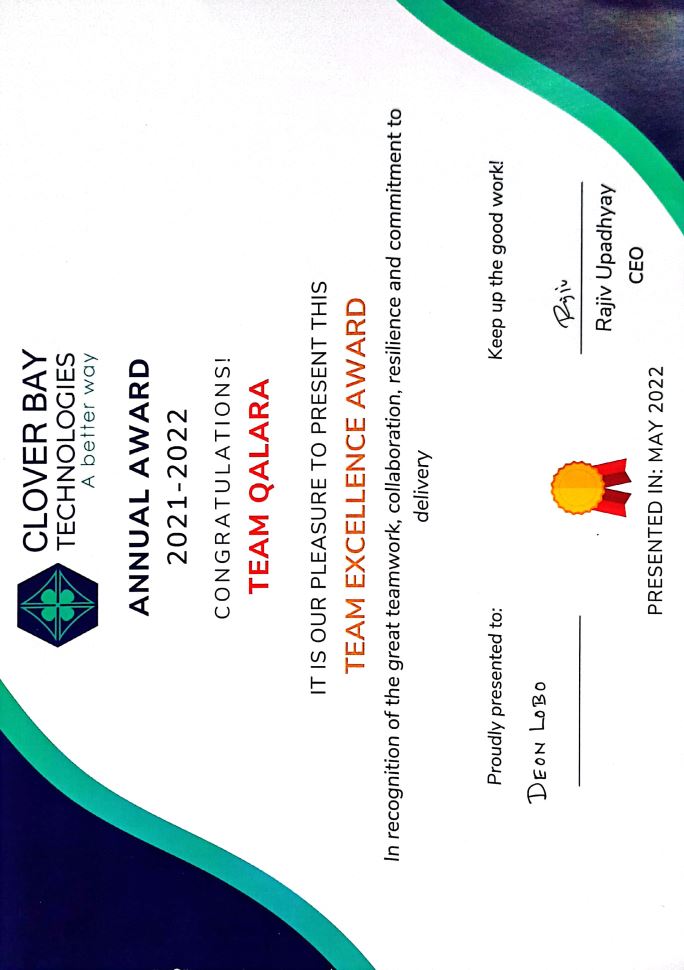 CLOVER BAY
TECHNOLOGIES
A better way
ANNUAL AWARD
2021-2022
CONGRATULATIONS!
TEAM QALARA
IT IS OUR PLEASURE TO PRESENT THIS
TEAM EXCELLENCE AWARD
In recognition of the great teamwork, collaboration, resilience and commitment to
delivery
Proudly presented to:
DEON LOBO
Keep up the good work!
Rajiv
Rajiv Upadhyay
CEO
PRESENTED IN: MAY 2022